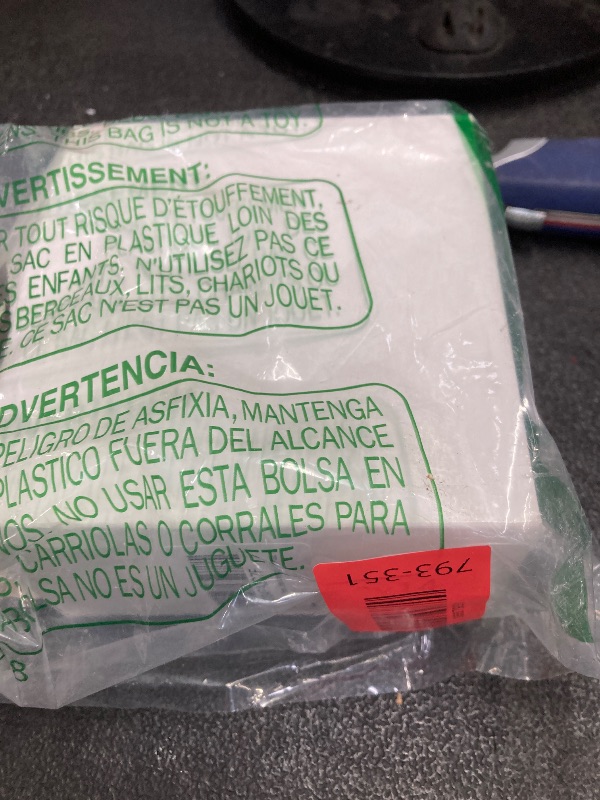 HIS BAG IS NOT A TOY.
VERTISSEMENT:
R TOUT RISQUE D'ÉTOUFFEMENT,
SAC EN PLASTIQUE LOIN DES
S ENFANTS. N'UTILISEZ PAS CE
S BERCEAUX, LITS, CHARIOTS OU
. CE SAC N'EST PAS UN JOUET.
DVERTENCIA:
PELIGRO DE ASFIXIA, MANTENGA
PLASTICO FUERA DEL ALCANCE
NOS. NO USAR ESTA BOLSA EN
CARRIOLAS O CORRALES PARA
LSA NO ES UN JUGUETE.
793-351